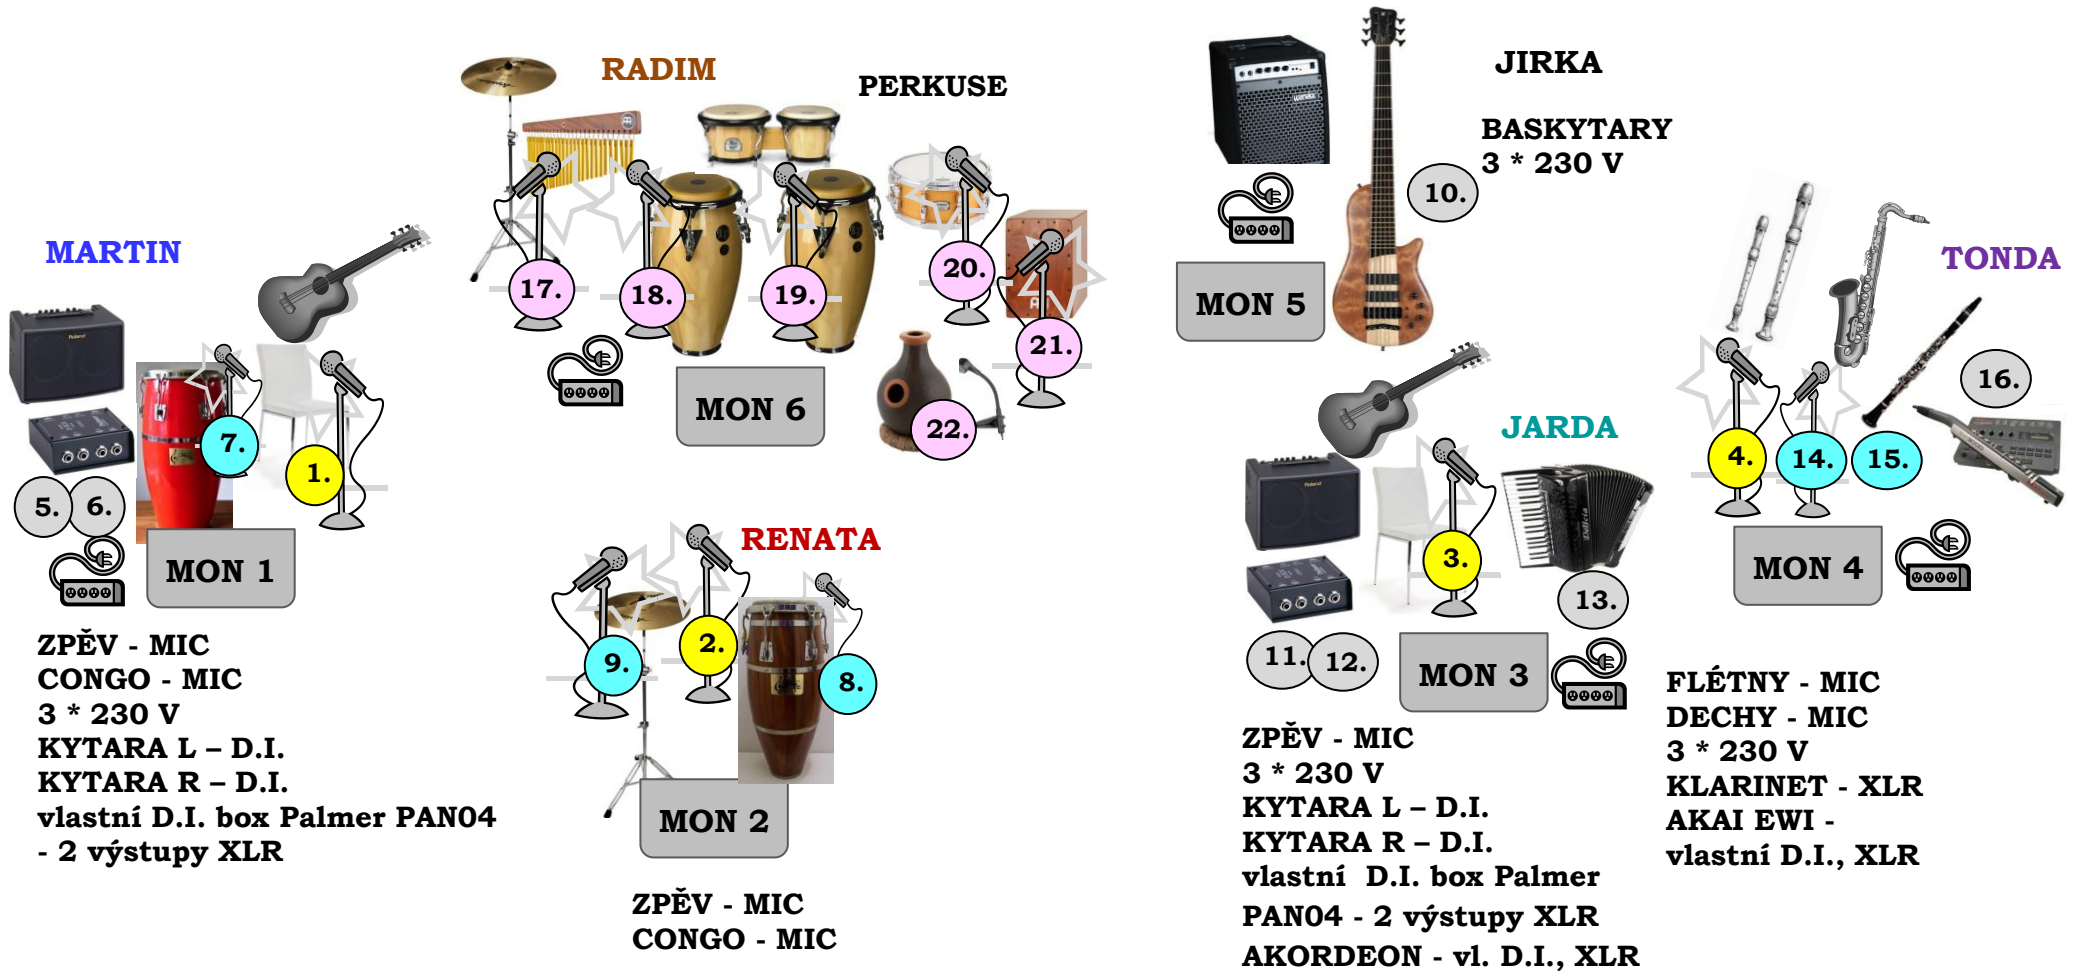 RADIM
PERKUSE
17.
18.
19.
20.
21.
22.
MON 6
JIRKA
BASKYTARY
3 * 230 V
10.
MON 5
MARTIN
Roland
7.
1.
5.
6.
MON 1
ZPĚV - MIC
CONGO - MIC
3 * 230 V
KYTARA L – D.I.
KYTARA R – D.I.
vlastní D.I. box Palmer PAN04
- 2 výstupy XLR
RENATA
9.
2.
8.
MON 2
ZPĚV - MIC
CONGO - MIC
JARDA
Roland
Delicia
3.
13.
11.
12.
MON 3
ZPĚV - MIC
3 * 230 V
KYTARA L – D.I.
KYTARA R – D.I.
vlastní D.I. box Palmer
PAN04 - 2 výstupy XLR
AKORDEON - vl. D.I., XLR
TONDA
16.
4.
14.
15.
MON 4
FLÉTNY - MIC
DECHY - MIC
3 * 230 V
KLARINET - XLR
AKAI EWI -
vlastní D.I., XLR